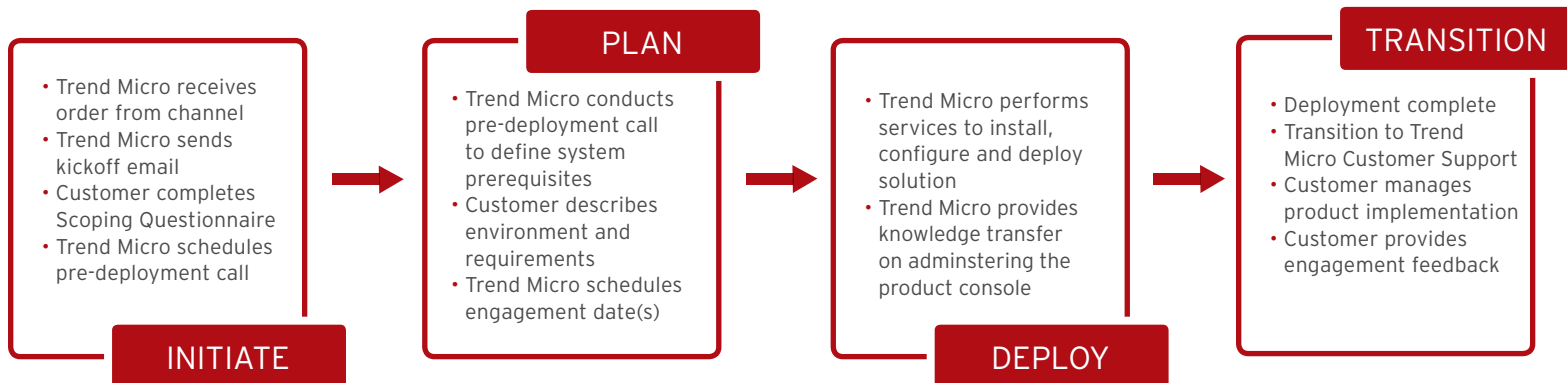 • Trend Micro receives
order from channel
• Trend Micro sends
kickoff email
• Customer completes
Scoping Questionnaire
• Trend Micro schedules
pre-deployment call
INITIATE
PLAN
• Trend Micro conducts
pre-deployment call
to define system
prerequisites
• Customer describes
environment and
requirements
• Trend Micro schedules
engagement date(s)
• Trend Micro performs
services to install,
configure and deploy
solution
• Trend Micro provides
knowledge transfer
on adminstering the
product console
DEPLOY
TRANSITION
• Deployment complete
• Transition to Trend
Micro Customer Support
• Customer manages
product implementation
• Customer provides
engagement feedback